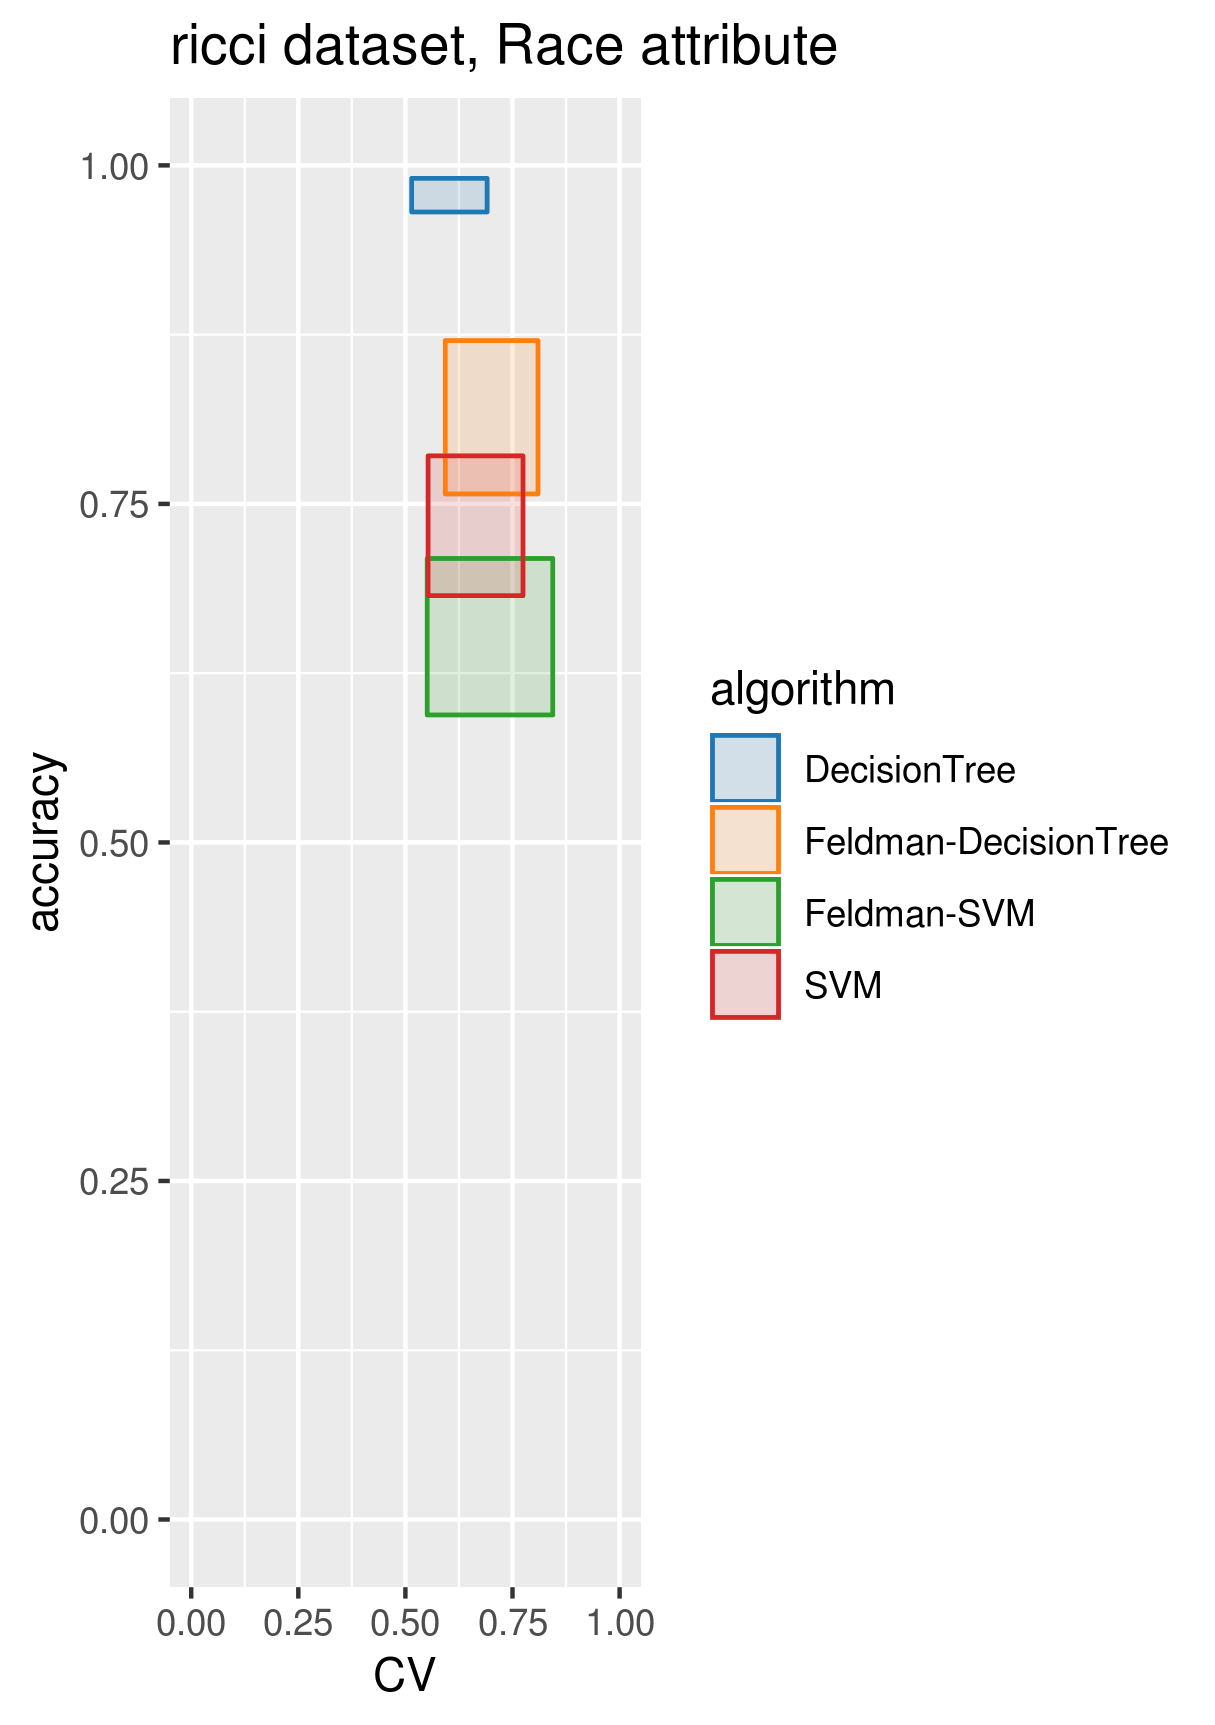 ricci dataset, Race attribute
1.00
0.75
0.50
0.25
0.00
accuracy
0.00 0.25 0.50 0.75 1.00
CV
algorithm
DecisionTree
Feldman-DecisionTree
Feldman-SVM
SVM